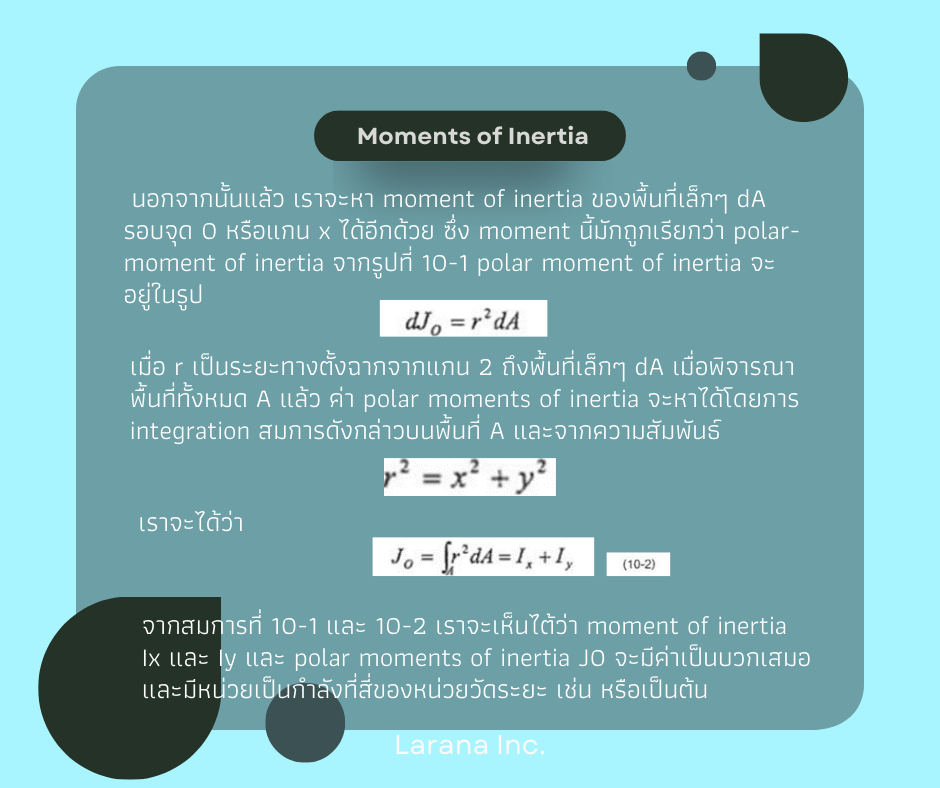 Moments of Inertia
นอกจากนั้นแล้ว เราจะหา moment of inertia ของพื้นที่เล็กๆ dA
รอบจุด O หรือแกน x ได้อีกด้วย ซึ่ง moment นี้มักถูกเรียกว่า polar-
moment of inertia จากรูปที่ 10-1 polar moment of inertia จะ
อยู่ในรูป
dJ_O = r² dA
เมื่อ r เป็นระยะทางตั้งฉากจากแกน 2 ถึงพื้นที่เล็กๆ dA เมื่อพิจารณา
พื้นที่ทั้งหมด A แล้ว ค่า polar moments of inertia จะหาได้โดยการ
integration สมการดังกล่าวบนพื้นที่ A และจากความสัมพันธ์
r² = x² + y²
เราจะได้ว่า
J_O = ∫_A r² dA = I_x + I_y (10-2)
จากสมการที่ 10-1 และ 10-2 เราจะเห็นได้ว่า moment of inertia
Ix และ Iy และ polar moments of inertia JO จะมีค่าเป็นบวกเสมอ
และมีหน่วยเป็นกำลังที่สี่ของหน่วยวัดระยะ เช่น หรือเป็นต้น
Larana Inc.